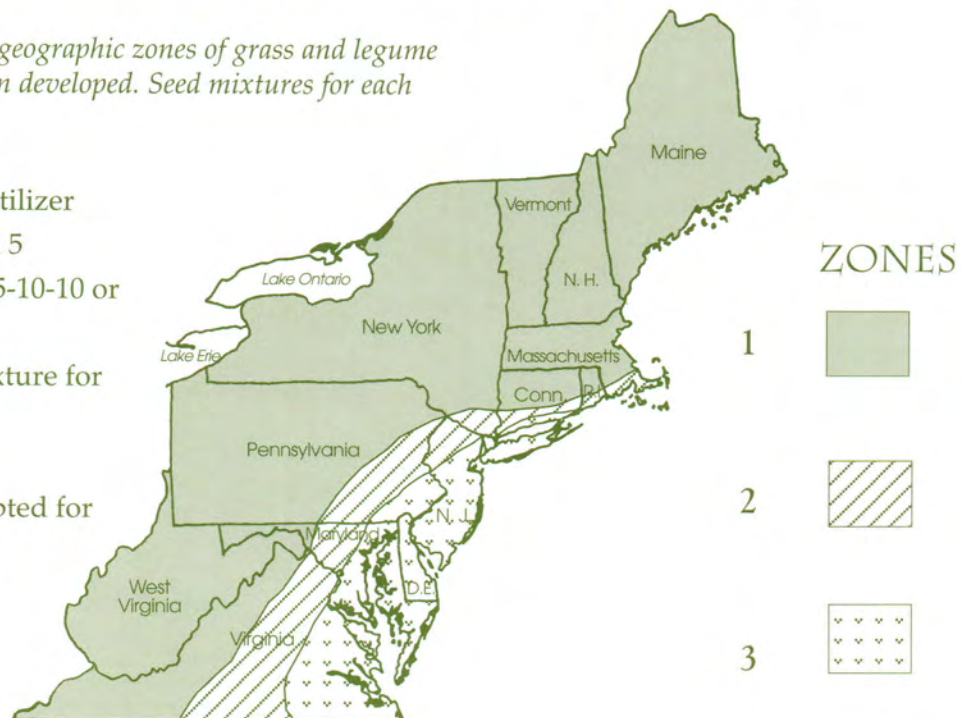 geographic zones of grass and legume
n developed. Seed mixtures for each
tilizer
5
5-10-10 or
xture for
pted for
Maine
Vermont
N. H.
Lake Ontario
New York
Lake Erie
Massachusetts
Conn.
R.I.
Pennsylvania
N. J.
Maryland
D.E.
West
Virginia
Virginia
ZONES
1
2
3